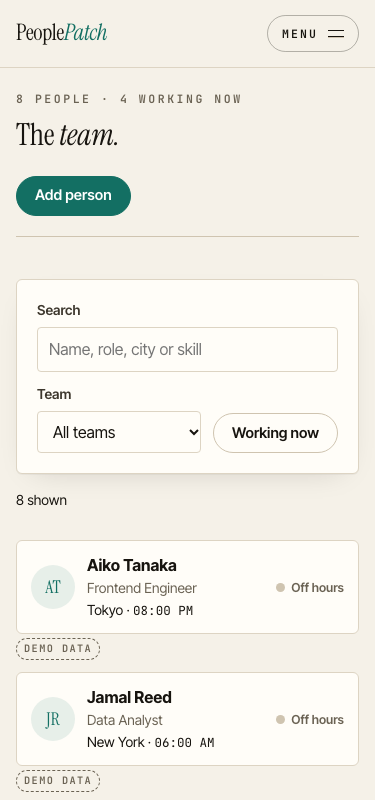 PeoplePatch
MENU
8 PEOPLE · 4 WORKING NOW
The team.
Add person
Search
Name, role, city or skill
Team
All teams
Working now
8 shown
AT
Aiko Tanaka
Frontend Engineer
Tokyo · 08:00 PM
Off hours
DEMO DATA
JR
Jamal Reed
Data Analyst
New York · 06:00 AM
Off hours
DEMO DATA